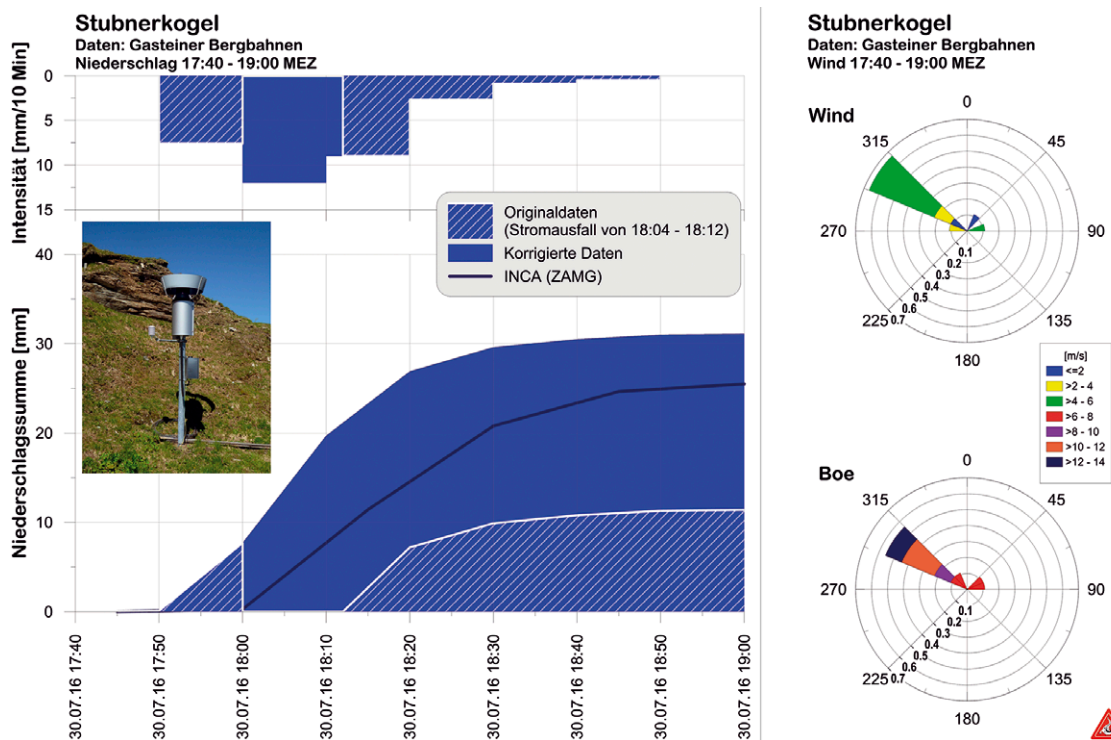 Stubnerkogel
Daten: Gasteiner Bergbahnen
Niederschlag 17:40 - 19:00 MEZ
Intensität [mm/10 Min]
0
5
10
15
Originaldaten
(Stromausfall von 18:04 - 18:12)
Korrigierte Daten
INCA (ZAMG)
Niederschlagssumme [mm]
40
30
20
10
0
30.07.16 17:40
30.07.16 17:50
30.07.16 18:00
30.07.16 18:10
30.07.16 18:20
30.07.16 18:30
30.07.16 18:40
30.07.16 18:50
30.07.16 19:00
Stubnerkogel
Daten: Gasteiner Bergbahnen
Wind 17:40 - 19:00 MEZ
Wind
0
45
90
135
180
225
270
315
0.1
0.2
0.3
0.4
0.5
0.6
0.7
[m/s]
<=2
>2 - 4
>4 - 6
>6 - 8
>8 - 10
>10 - 12
>12 - 14
Boe
0
45
90
135
180
225
270
315
0.1
0.2
0.3
0.4
0.5
0.6
0.7